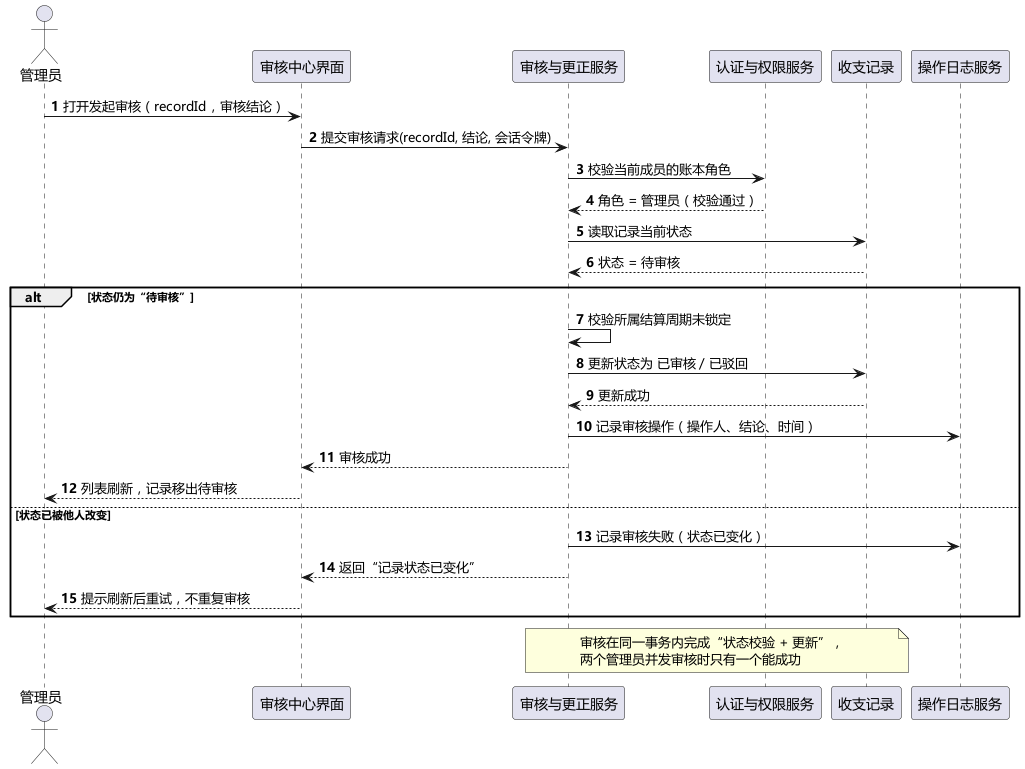 管理员
审核中心界面
审核与更正服务
认证与权限服务
收支记录
操作日志服务
1 打开发起审核（recordId，审核结论）
2 提交审核请求(recordId, 结论, 会话令牌)
3 校验当前成员的账本角色
4 角色 = 管理员（校验通过）
5 读取记录当前状态
6 状态 = 待审核
alt [状态仍为“待审核”]
7 校验所属结算周期未锁定
8 更新状态为 已审核 / 已驳回
9 更新成功
10 记录审核操作（操作人、结论、时间）
11 审核成功
12 列表刷新，记录移出待审核
[状态已被他人改变]
13 记录审核失败（状态已变化）
14 返回“记录状态已变化”
15 提示刷新后重试，不重复审核
审核在同一事务内完成“状态校验 + 更新”，
两个管理员并发审核时只有一个能成功
管理员
审核中心界面
审核与更正服务
认证与权限服务
收支记录
操作日志服务